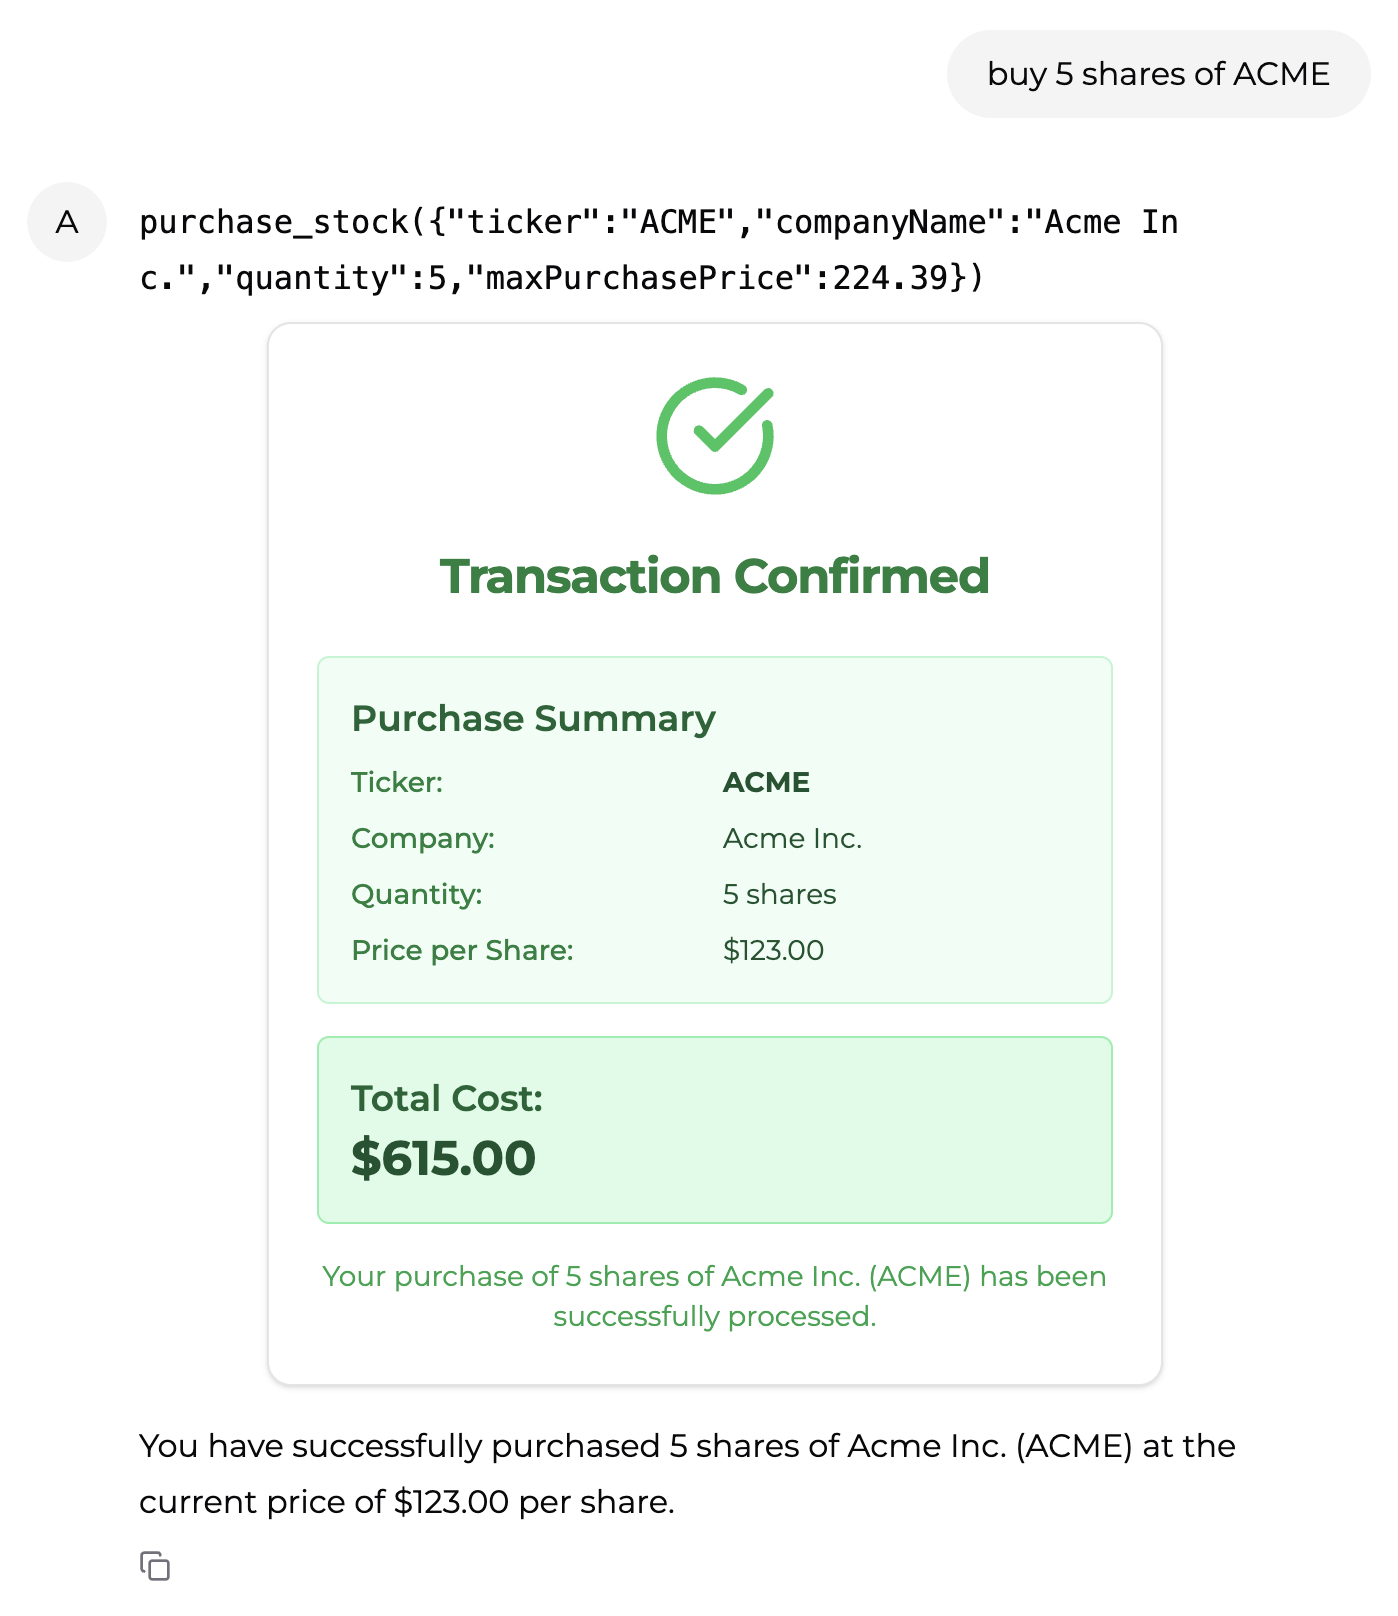 buy 5 shares of ACME
A
purchase_stock({"ticker":"ACME","companyName":"Acme In
c.","quantity":5,"maxPurchasePrice":224.39})
Transaction Confirmed
Purchase Summary
Ticker: ACME
Company: Acme Inc.
Quantity: 5 shares
Price per Share: $123.00
Total Cost:
$615.00
Your purchase of 5 shares of Acme Inc. (ACME) has been
successfully processed.
You have successfully purchased 5 shares of Acme Inc. (ACME) at the
current price of $123.00 per share.